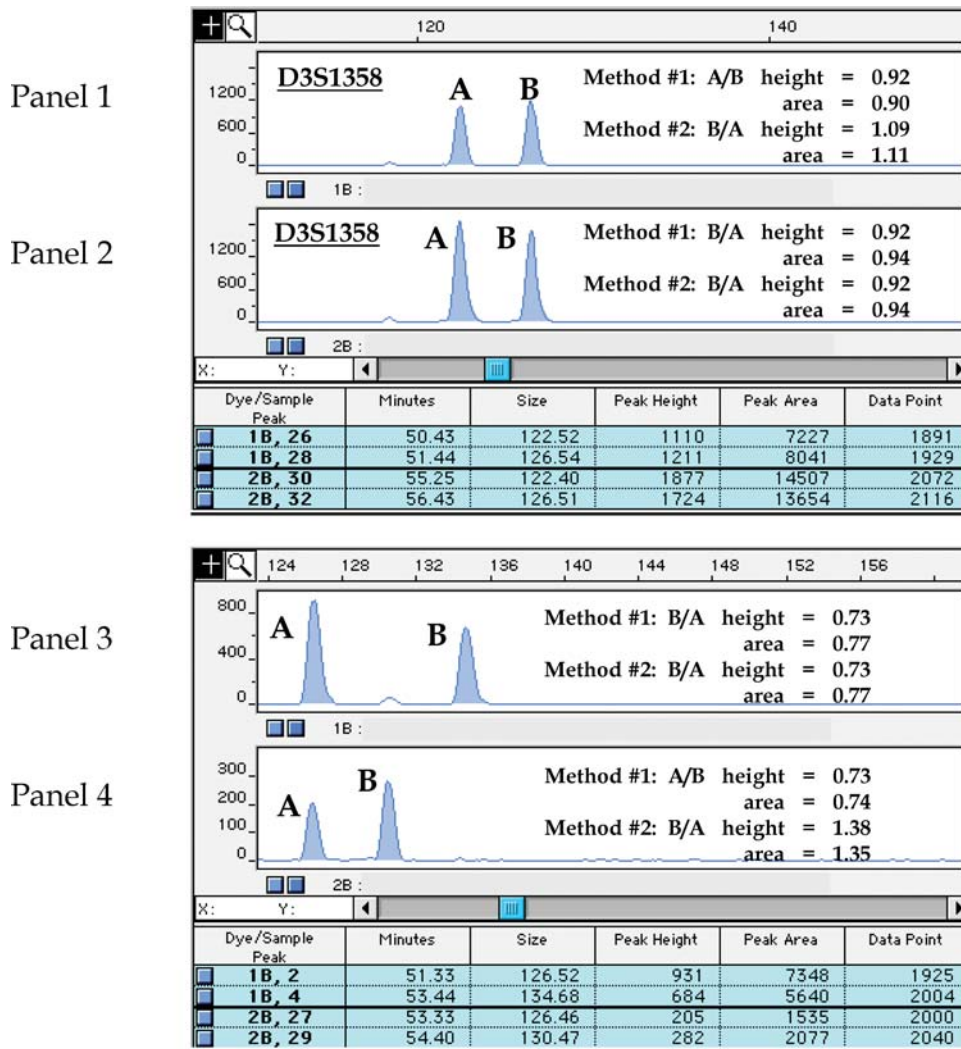 120 140
Panel 1
1200
600
0
D3S1358
A B
Method #1: A/B height = 0.92
area = 0.90
Method #2: B/A height = 1.09
area = 1.11
1B :
Panel 2
1200
600
0
D3S1358
A B
Method #1: B/A height = 0.92
area = 0.94
Method #2: B/A height = 0.92
area = 0.94
2B :
X: Y:
Dye/Sample Peak Minutes Size Peak Height Peak Area Data Point
1B, 26 50.43 122.52 1110 7227 1891
1B, 28 51.44 126.54 1211 8041 1929
2B, 30 55.25 122.40 1877 14507 2072
2B, 32 56.43 126.51 1724 13654 2116
124 128 132 136 140 144 148 152 156
Panel 3
800
400
0
A B
Method #1: B/A height = 0.73
area = 0.77
Method #2: B/A height = 0.73
area = 0.77
1B :
Panel 4
300
200
100
0
A B
Method #1: A/B height = 0.73
area = 0.74
Method #2: B/A height = 1.38
area = 1.35
2B :
X: Y:
Dye/Sample Peak Minutes Size Peak Height Peak Area Data Point
1B, 2 51.33 126.52 931 7348 1925
1B, 4 53.44 134.68 684 5640 2004
2B, 27 53.33 126.46 205 1535 2000
2B, 29 54.40 130.47 282 2077 2040